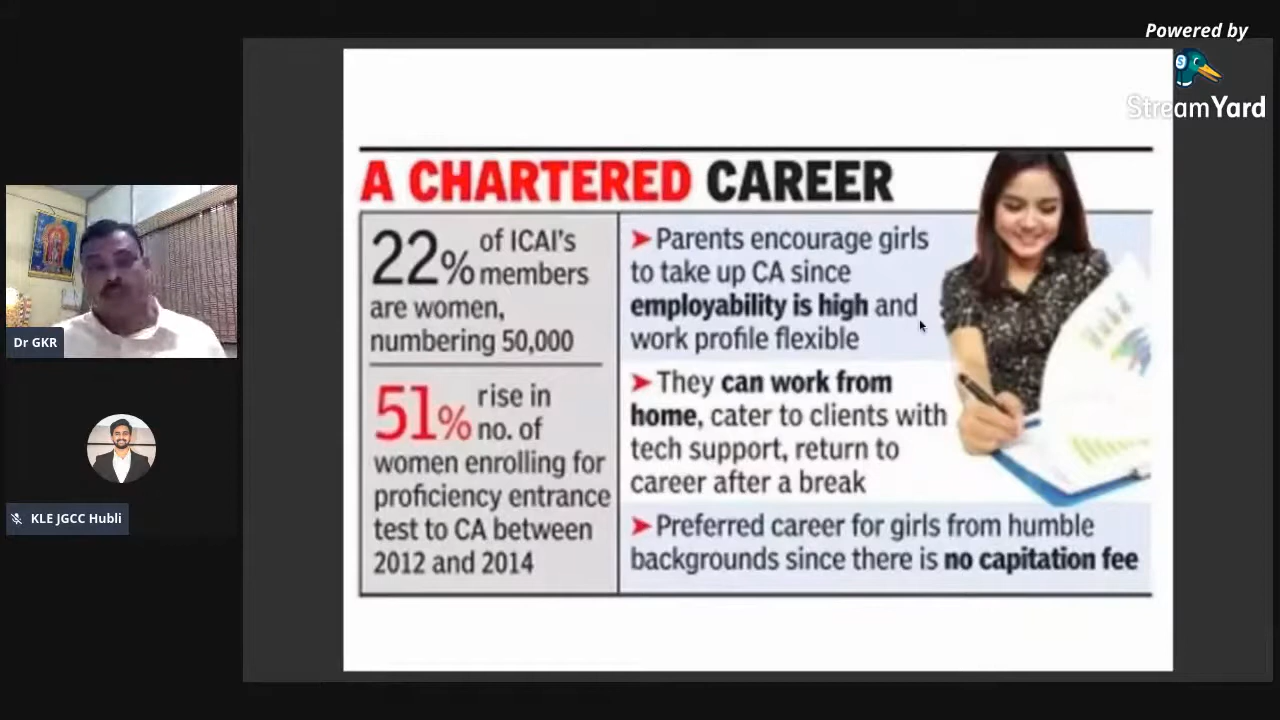 Powered by
StreamYard
A CHARTERED CAREER
22% of ICAI's
members
are women,
numbering 50,000
51% rise in
no. of
women enrolling for
proficiency entrance
test to CA between
2012 and 2014
➤ Parents encourage girls
to take up CA since
employability is high and
work profile flexible
➤ They can work from
home, cater to clients with
tech support, return to
career after a break
➤ Preferred career for girls from humble
backgrounds since there is no capitation fee
Dr GKR
KLE JGCC Hubli